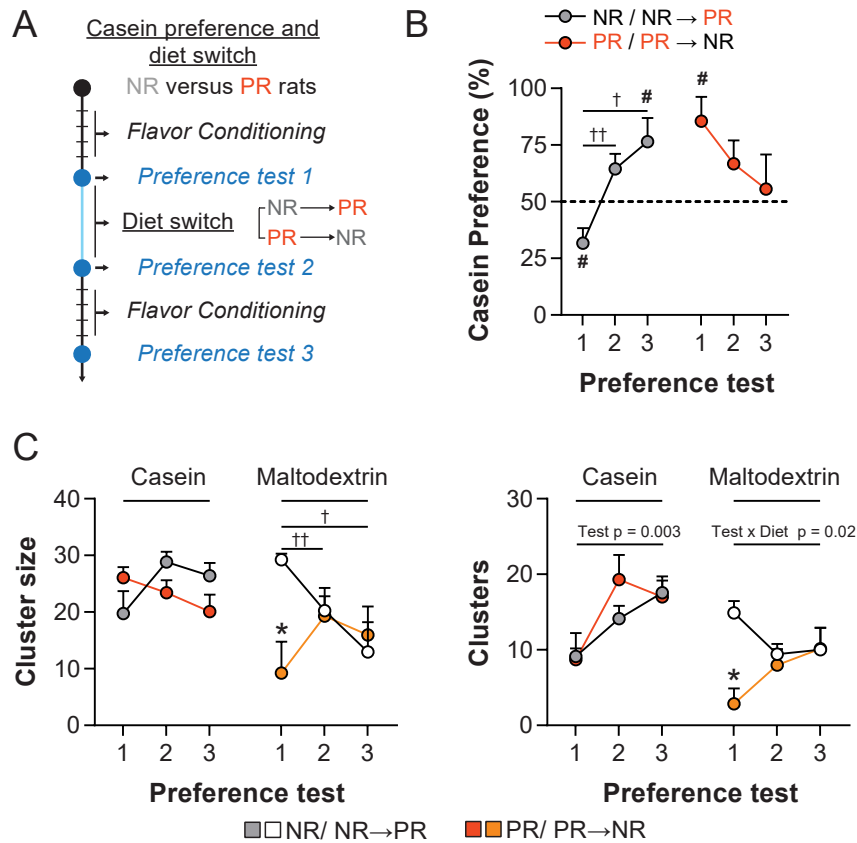 A
Casein preference and
diet switch
NR versus PR rats
Flavor Conditioning
Preference test 1
Diet switch
NR → PR
PR → NR
Preference test 2
Flavor Conditioning
Preference test 3
B
NR / NR → PR
PR / PR → NR
Casein Preference (%)
100
75
50
25
0
#
†
††
#
#
1 2 3 1 2 3
Preference test
C
Casein Maltodextrin
Cluster size
40
30
20
10
0
†
††
*
1 2 3 1 2 3
Preference test
Casein Maltodextrin
Clusters
30
20
10
0
Test p = 0.003
Test x Diet p = 0.02
*
1 2 3 1 2 3
Preference test
NR/ NR→PR
PR/ PR→NR